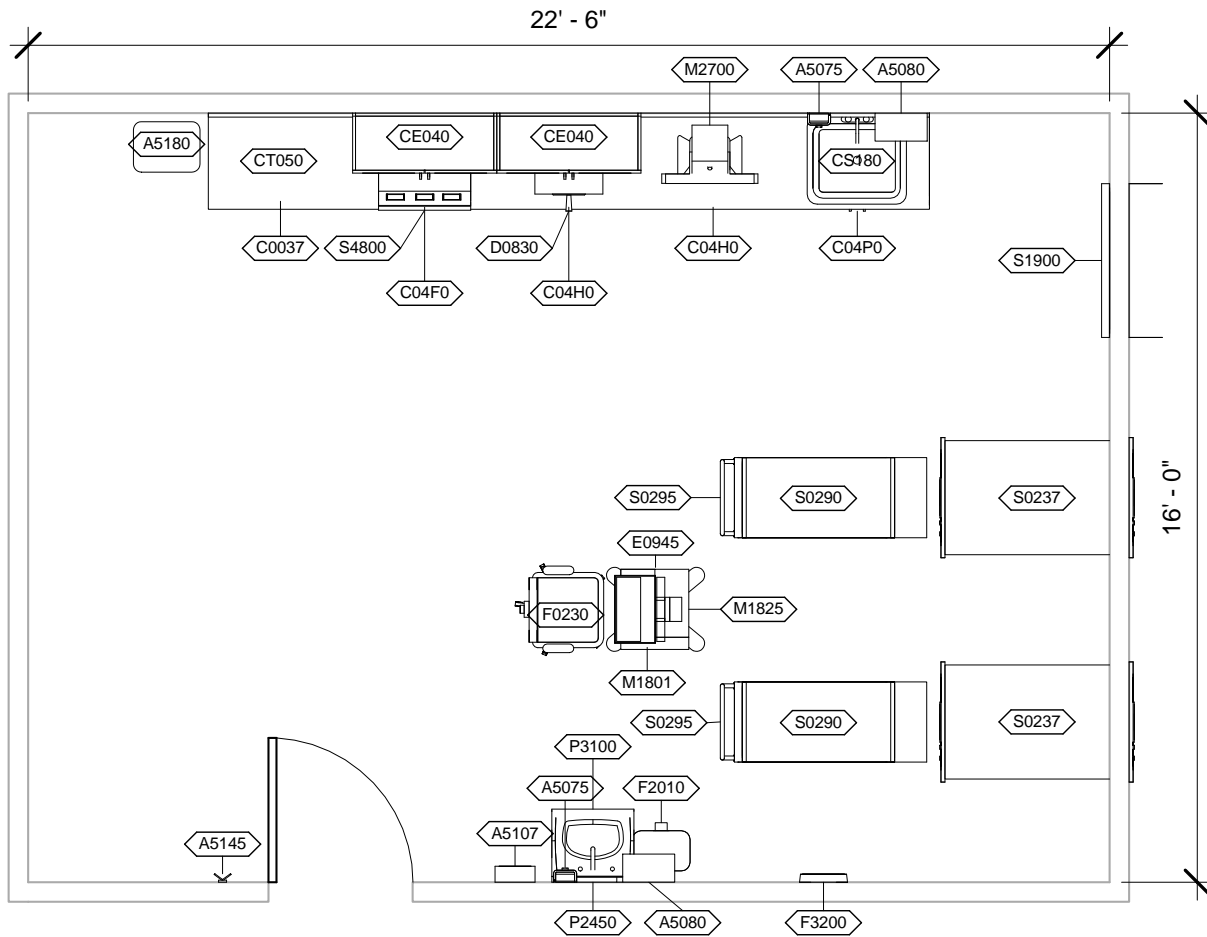 22' - 6"
M2700 A5075 A5080
A5180 CT050 CE040 CE040 CS180
C0037 S4800 D0830 C04H0 C04P0 S1900
C04F0 C04H0
16' - 0"
S0295 S0290 S0237
E0945
F0230 M1825
M1801
S0295 S0290 S0237
P3100
A5075 F2010
A5107
A5145
P2450 A5080 F3200